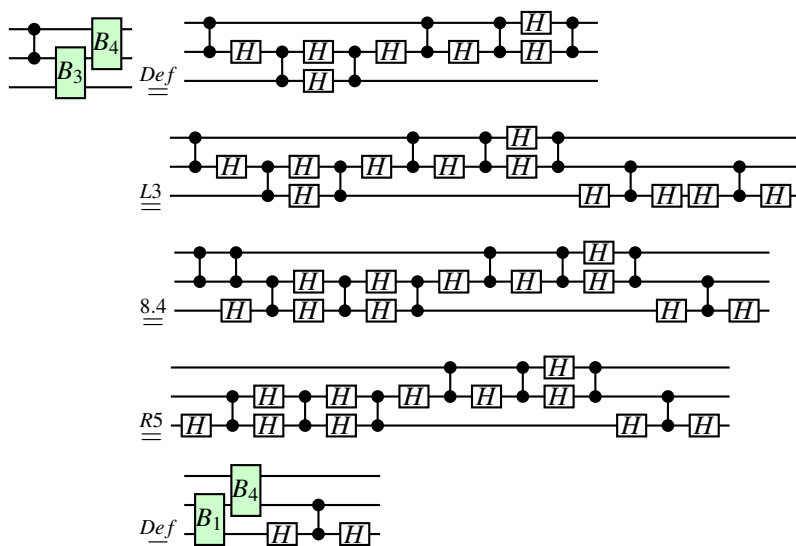 H
B₄ H H H H H
B₃ Def = H
H
H H H H H
L3 = H H H H H
H
H H H H H
8.4 = H H H H H
H
H H H H H
R5 = H H H H H
B₄
B₁
Def = H H